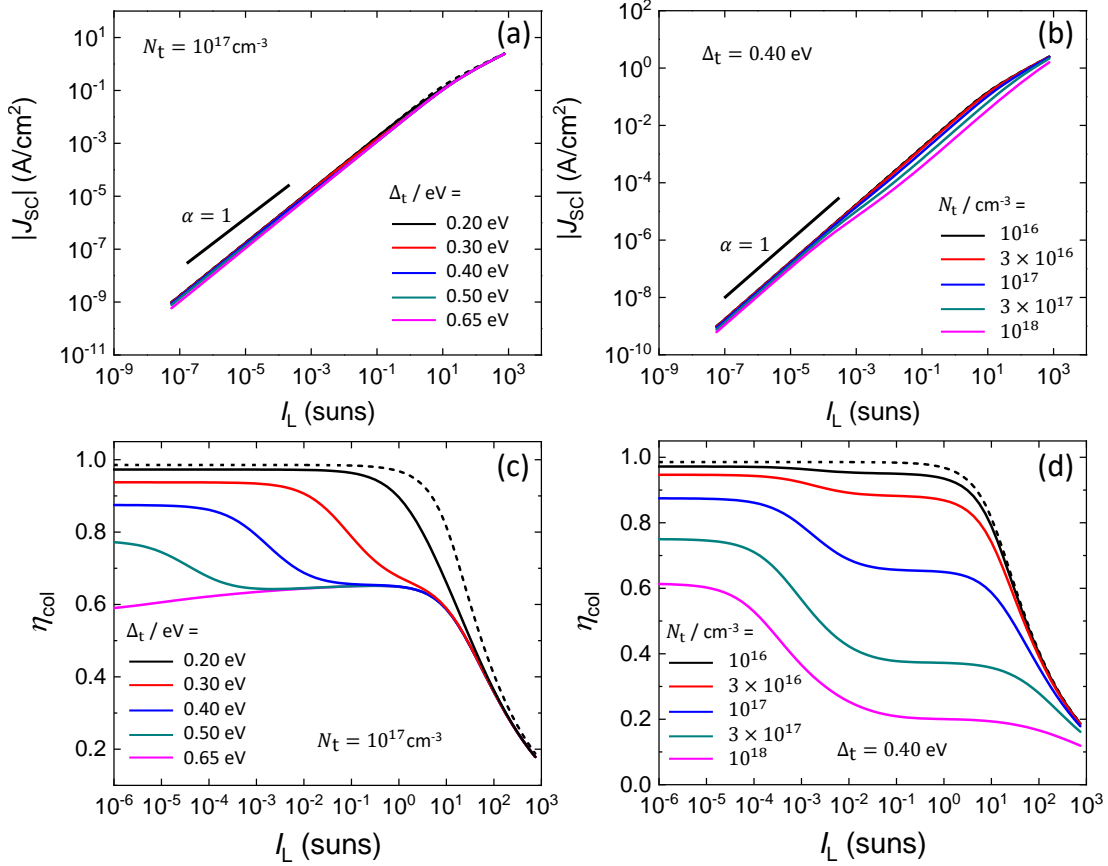 (a)
N_t = 10^17 cm^-3
10^1
10^-1
10^-3
10^-5
10^-7
10^-9
10^-11
|J_SC| (A/cm^2)
α = 1
Δ_t / eV =
0.20 eV
0.30 eV
0.40 eV
0.50 eV
0.65 eV
10^-9 10^-7 10^-5 10^-3 10^-1 10^1 10^3
I_L (suns)
(b)
Δ_t = 0.40 eV
10^2
10^0
10^-2
10^-4
10^-6
10^-8
10^-10
|J_SC| (A/cm^2)
α = 1
N_t / cm^-3 =
10^16
3 × 10^16
10^17
3 × 10^17
10^18
10^-9 10^-7 10^-5 10^-3 10^-1 10^1 10^3
I_L (suns)
(c)
1.0
0.8
0.6
0.4
0.2
η_col
Δ_t / eV =
0.20 eV
0.30 eV
0.40 eV
0.50 eV
0.65 eV
N_t = 10^17 cm^-3
10^-6 10^-5 10^-4 10^-3 10^-2 10^-1 10^0 10^1 10^2 10^3
I_L (suns)
(d)
1.0
0.8
0.6
0.4
0.2
0.0
η_col
N_t / cm^-3 =
10^16
3 × 10^16
10^17
3 × 10^17
10^18
Δ_t = 0.40 eV
10^-6 10^-5 10^-4 10^-3 10^-2 10^-1 10^0 10^1 10^2 10^3
I_L (suns)